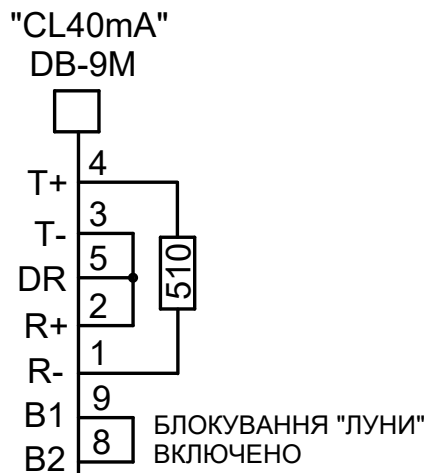 "CL40mA"
DB-9M
T+ 4
T- 3
DR 5
R+ 2
R- 1
B1 9
B2 8
510
БЛОКУВАННЯ "ЛУНИ"
ВКЛЮЧЕНО